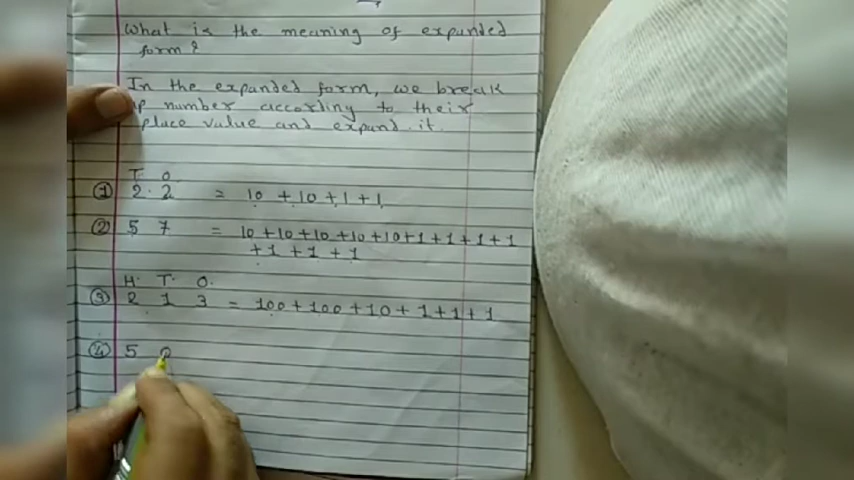 What is the meaning of expanded
form?
In the expanded form, we break
up number according to their
place value and expand it.
T O
① 2 2 = 10 + 10 + 1 + 1
② 5 7 = 10 + 10 + 10 + 10 + 10 + 1 + 1 + 1 + 1
+ 1 + 1 + 1
H T O
③ 2 1 3 = 100 + 100 + 10 + 1 + 1 + 1
④ 5